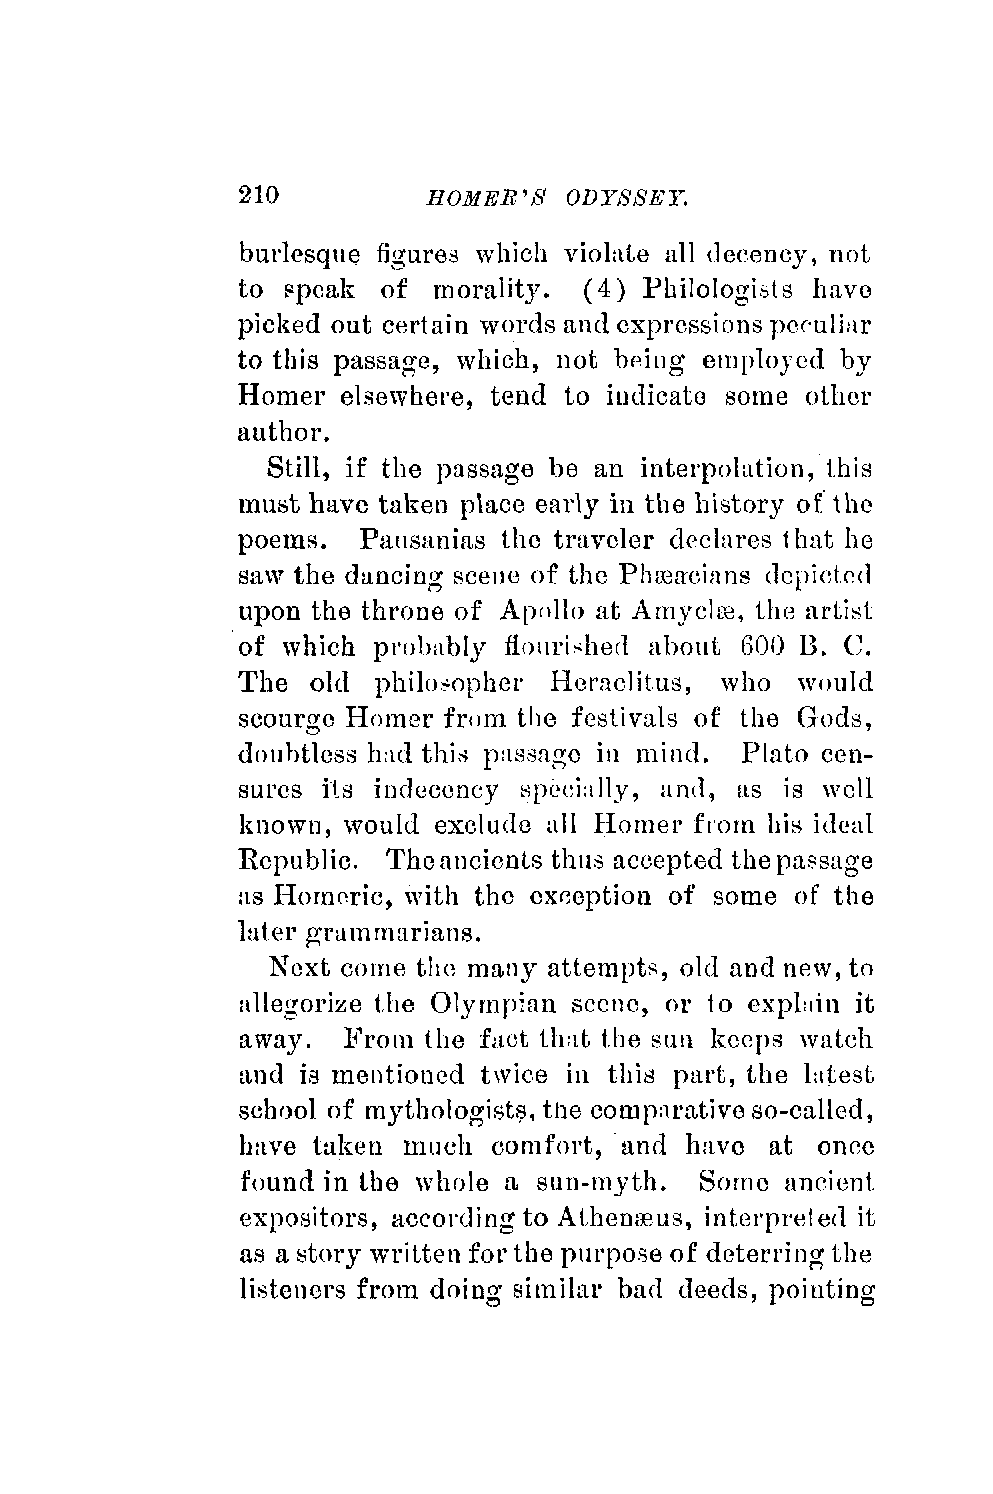 210 HOMER'S ODYSSEY.
burlesque figures which violate all decency, not
to speak of morality. (4) Philologists have
picked out certain words and expressions peculiar
to this passage, which, not being employed by
Homer elsewhere, tend to indicate some other
author.
Still, if the passage be an interpolation, this
must have taken place early in the history of the
poems. Pausanias the traveler declares that he
saw the dancing scene of the Phæacians depicted
upon the throne of Apollo at Amyclæ, the artist
of which probably flourished about 600 B. C.
The old philosopher Heraclitus, who would
scourge Homer from the festivals of the Gods,
doubtless had this passage in mind. Plato cen-
sures its indecency specially, and, as is well
known, would exclude all Homer from his ideal
Republic. The ancients thus accepted the passage
as Homeric, with the exception of some of the
later grammarians.
Next come the many attempts, old and new, to
allegorize the Olympian scene, or to explain it
away. From the fact that the sun keeps watch
and is mentioned twice in this part, the latest
school of mythologists, the comparative so-called,
have taken much comfort, and have at once
found in the whole a sun-myth. Some ancient
expositors, according to Athenæus, interpreted it
as a story written for the purpose of deterring the
listeners from doing similar bad deeds, pointing